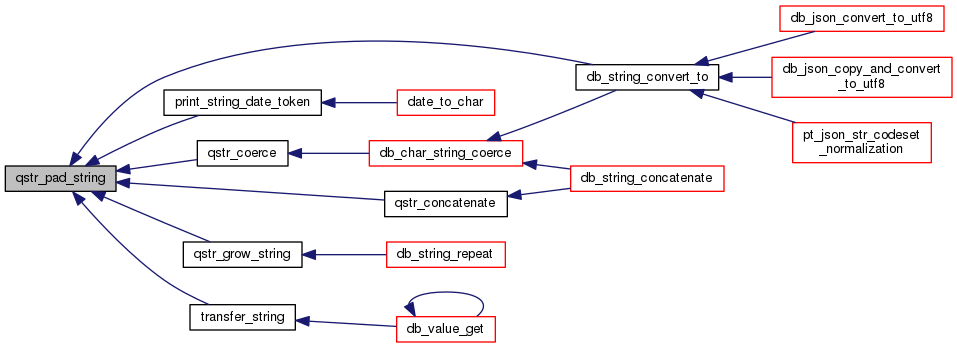 db_json_convert_to_utf8
db_string_convert_to
db_json_copy_and_convert
_to_utf8
print_string_date_token
date_to_char
pt_json_str_codeset
_normalization
qstr_coerce
db_char_string_coerce
qstr_pad_string
db_string_concatenate
qstr_concatenate
qstr_grow_string
db_string_repeat
transfer_string
db_value_get